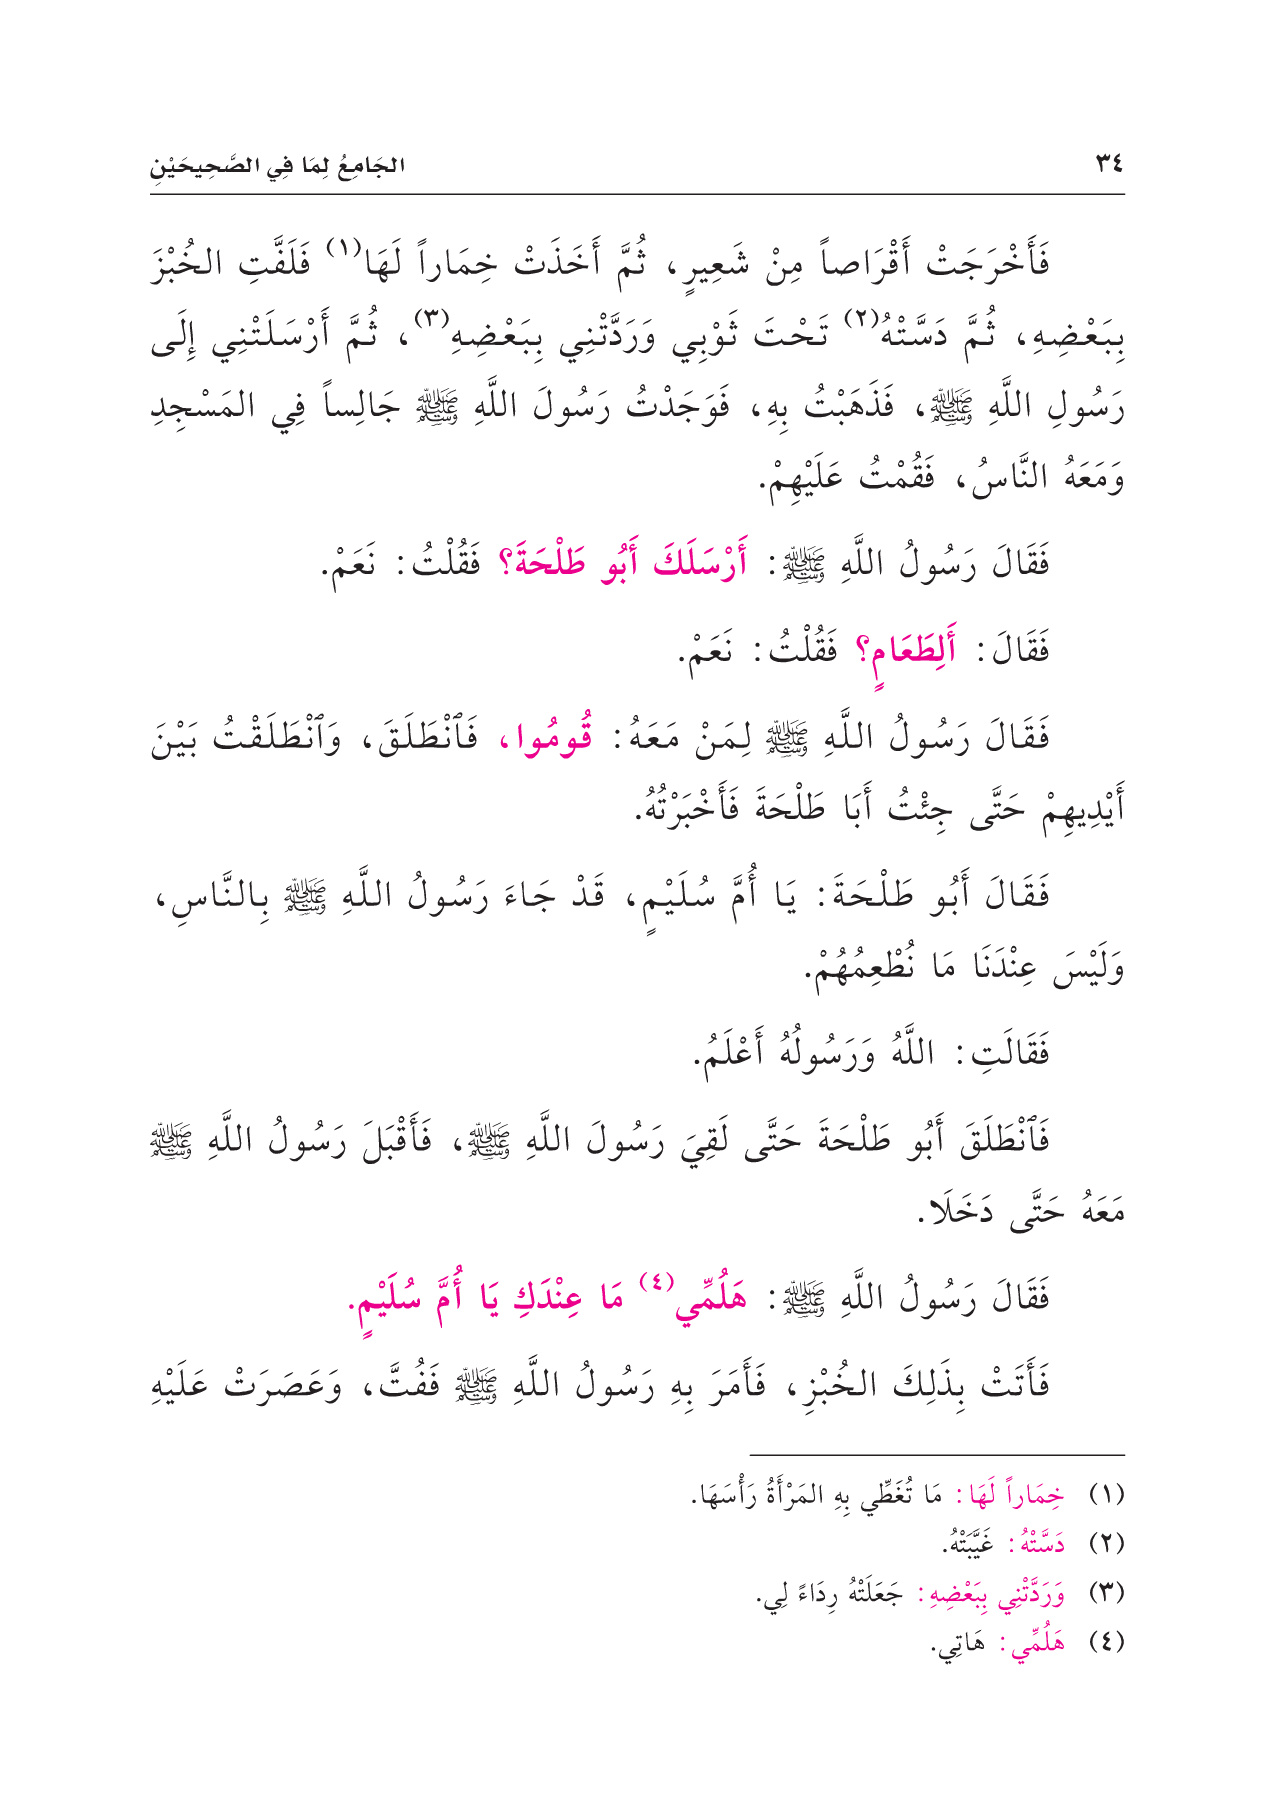 ٣٤
الجَامِعُ لِمَا فِي الصَّحِيحَيْنِ
فَأَخْرَجَتْ أَقْرَاصاً مِنْ شَعِيرٍ، ثُمَّ أَخَذَتْ خِمَاراً لَهَا(١) فَلَفَّتِ الخُبْزَ
بِبَعْضِهِ، ثُمَّ دَسَّتْهُ(٢) تَحْتَ ثَوْبِي وَرَدَّتْنِي بِبَعْضِهِ(٣)، ثُمَّ أَرْسَلَتْنِي إِلَى
رَسُولِ اللَّهِ ﷺ، فَذَهَبْتُ بِهِ، فَوَجَدْتُ رَسُولَ اللَّهِ ﷺ جَالِساً فِي المَسْجِدِ
وَمَعَهُ النَّاسُ، فَقُمْتُ عَلَيْهِمْ.
فَقَالَ رَسُولُ اللَّهِ ﷺ: أَرْسَلَكَ أَبُو طَلْحَةَ؟ فَقُلْتُ: نَعَمْ.
فَقَالَ: أَلِطَعَامٍ؟ فَقُلْتُ: نَعَمْ.
فَقَالَ رَسُولُ اللَّهِ ﷺ لِمَنْ مَعَهُ: قُومُوا، فَٱنْطَلَقَ، وَٱنْطَلَقْتُ بَيْنَ
أَيْدِيهِمْ حَتَّى جِئْتُ أَبَا طَلْحَةَ فَأَخْبَرْتُهُ.
فَقَالَ أَبُو طَلْحَةَ: يَا أُمَّ سُلَيْمٍ، قَدْ جَاءَ رَسُولُ اللَّهِ ﷺ بِالنَّاسِ،
وَلَيْسَ عِنْدَنَا مَا نُطْعِمُهُمْ.
فَقَالَتِ: اللَّهُ وَرَسُولُهُ أَعْلَمُ.
فَٱنْطَلَقَ أَبُو طَلْحَةَ حَتَّى لَقِيَ رَسُولَ اللَّهِ ﷺ، فَأَقْبَلَ رَسُولُ اللَّهِ ﷺ
مَعَهُ حَتَّى دَخَلَا.
فَقَالَ رَسُولُ اللَّهِ ﷺ: هَلُمِّي(٤) مَا عِنْدَكِ يَا أُمَّ سُلَيْمٍ.
فَأَتَتْ بِذَلِكَ الخُبْزِ، فَأَمَرَ بِهِ رَسُولُ اللَّهِ ﷺ فَفُتَّ، وَعَصَرَتْ عَلَيْهِ
(١) خِمَاراً لَهَا: مَا تُغَطِّي بِهِ المَرْأَةُ رَأْسَهَا.
(٢) دَسَّتْهُ: غَيَّبَتْهُ.
(٣) وَرَدَّتْنِي بِبَعْضِهِ: جَعَلَتْهُ رِدَاءً لِي.
(٤) هَلُمِّي: هَاتِي.